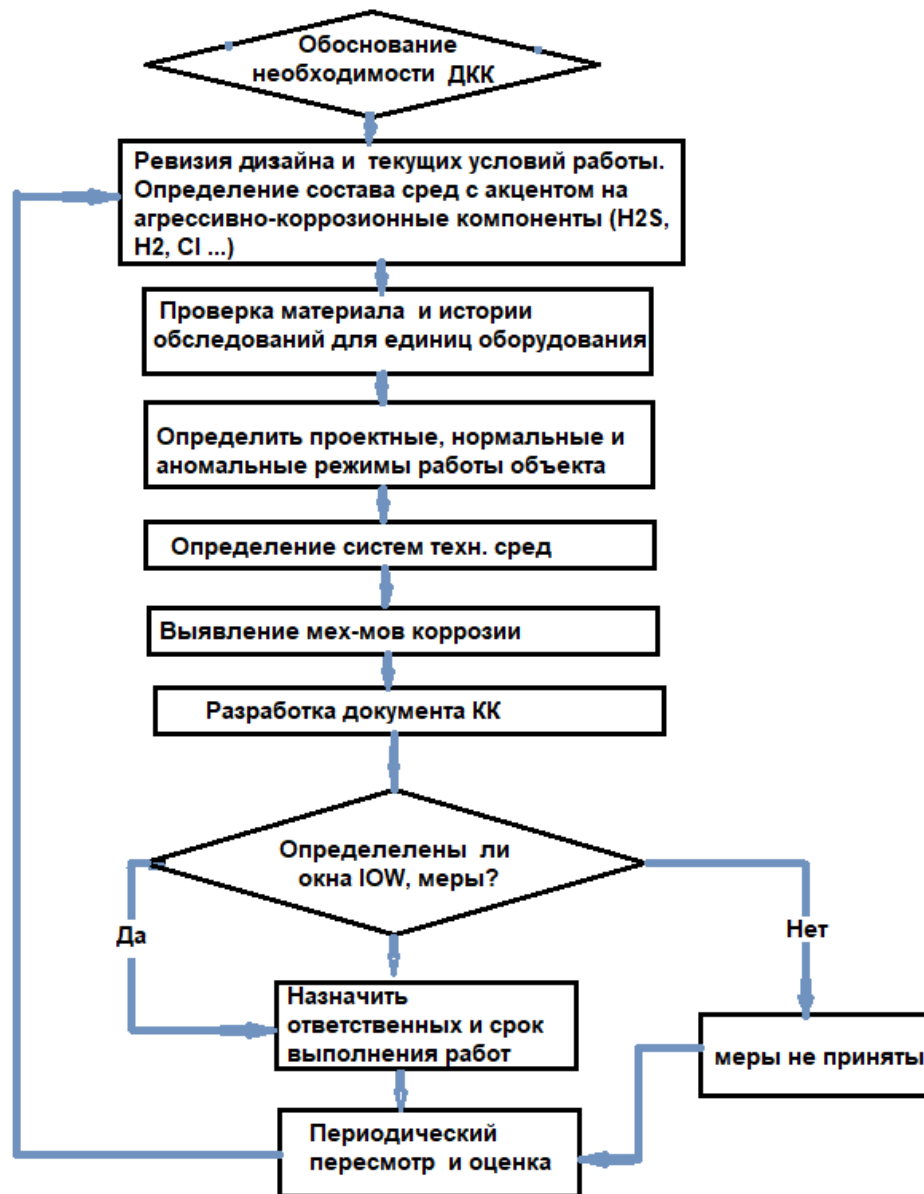 Обоснование
необходимости ДКК
Ревизия дизайна и текущих условий работы.
Определение состава сред с акцентом на
агрессивно-коррозионные компоненты (H2S,
H2, Cl ...)
Проверка материала и истории
обследований для единиц оборудования
Определить проектные, нормальные и
аномальные режимы работы объекта
Определение систем техн. сред
Выявление мех-мов коррозии
Разработка документа КК
Определелены ли
окна IOW, меры?
Да
Нет
Назначить
ответственных и срок
выполнения работ
меры не приняты
Периодический
пересмотр и оценка